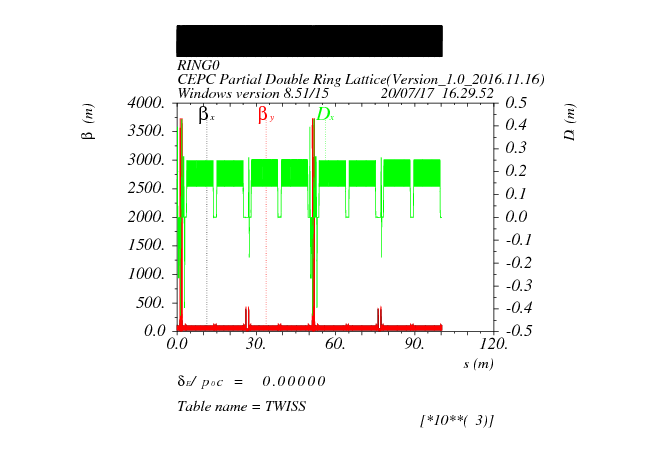 RING0
CEPC Partial Double Ring Lattice(Version_1.0_2016.11.16)
Windows version 8.51/15 20/07/17 16.29.52
4000. 0.5
βx βy Dx
3500. 0.4
β (m) D (m)
0.3
3000. 0.2
2500. 0.1
2000. 0.0
1500. -0.1
-0.2
1000. -0.3
500. -0.4
0.0 -0.5
0.0 30. 60. 90. 120.
s (m)
δE/ p0c = 0.00000
Table name = TWISS
[*10**( 3)]